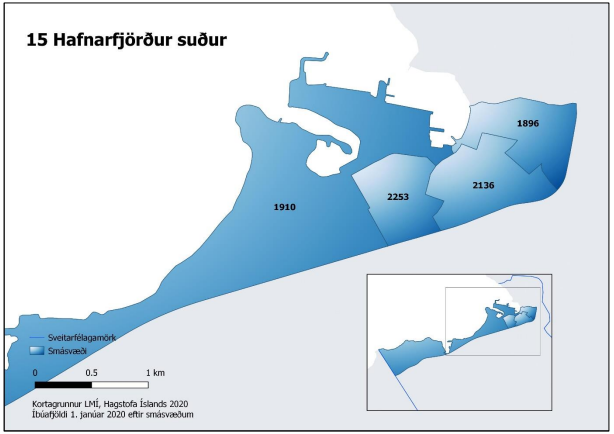 15 Hafnarfjörður suður
1896
2136
2253
1910
Sveitarfélagamörk
Smásvæði
0 0.5 1 km
Kortagrunnur LMÍ, Hagstofa Íslands 2020
Íbúafjöldi 1. janúar 2020 eftir smásvæðum